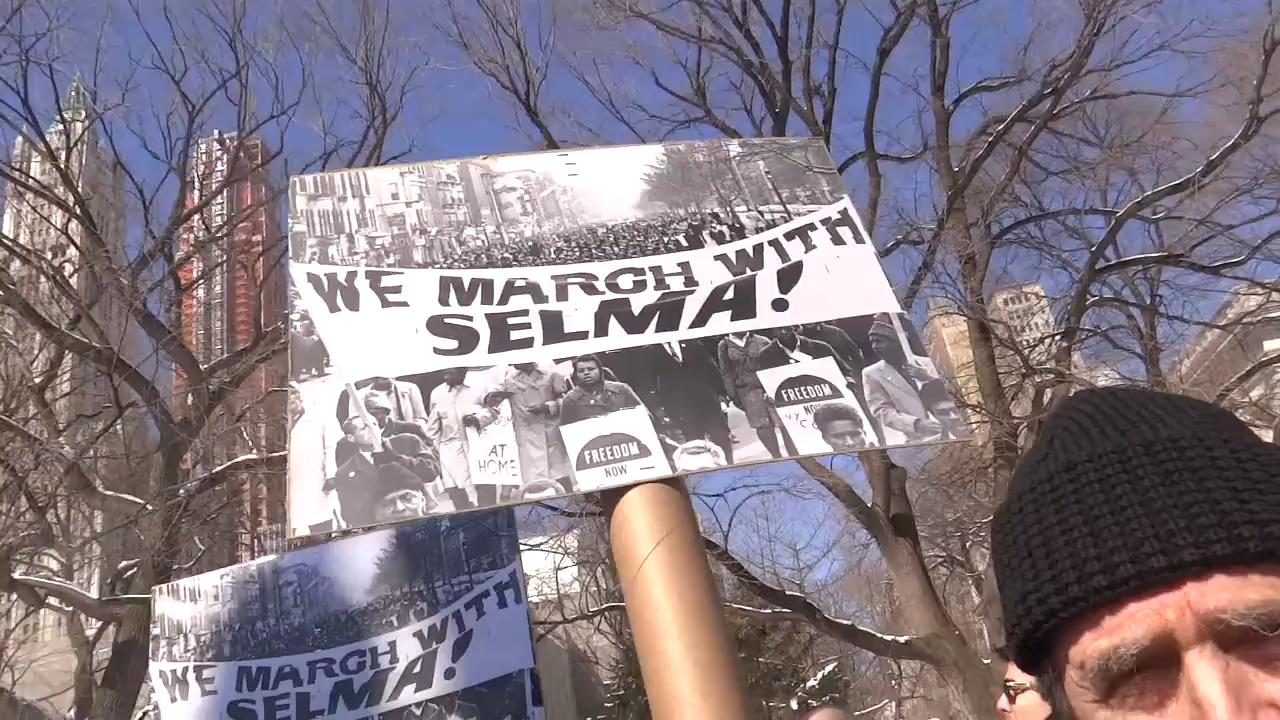 WE MARCH WITH
SELMA!
AT
HOME
FREEDOM
NOW
FREEDOM
NOW
WE MARCH WITH
SELMA!